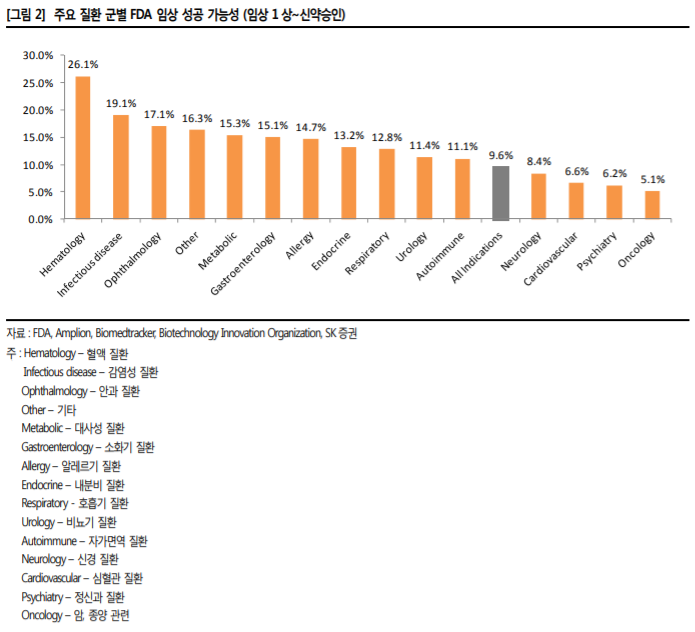 [그림 2] 주요 질환 군별 FDA 임상 성공 가능성 (임상 1 상~신약승인)
30.0%
25.0%
20.0%
15.0%
10.0%
5.0%
0.0%
26.1%
19.1%
17.1%
16.3%
15.3%
15.1%
14.7%
13.2%
12.8%
11.4%
11.1%
9.6%
8.4%
6.6%
6.2%
5.1%
Hematology
Infectious disease
Ophthalmology
Other
Metabolic
Gastroenterology
Allergy
Endocrine
Respiratory
Urology
Autoimmune
All Indications
Neurology
Cardiovascular
Psychiatry
Oncology
자료 : FDA, Amplion, Biomedtracker, Biotechnology Innovation Organization, SK 증권
주 : Hematology – 혈액 질환
Infectious disease – 감염성 질환
Ophthalmology – 안과 질환
Other – 기타
Metabolic – 대사성 질환
Gastroenterology – 소화기 질환
Allergy – 알레르기 질환
Endocrine – 내분비 질환
Respiratory - 호흡기 질환
Urology – 비뇨기 질환
Autoimmune – 자가면역 질환
Neurology – 신경 질환
Cardiovascular – 심혈관 질환
Psychiatry – 정신과 질환
Oncology – 암, 종양 관련